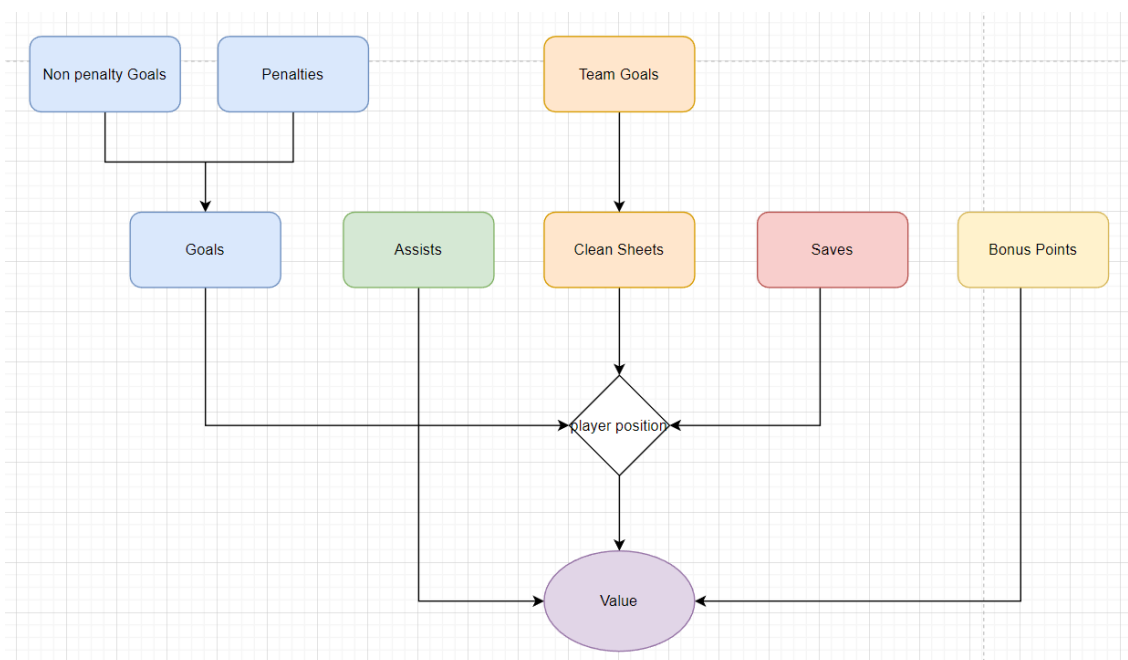 Non penalty Goals
Penalties
Team Goals
Goals
Assists
Clean Sheets
Saves
Bonus Points
player position
Value